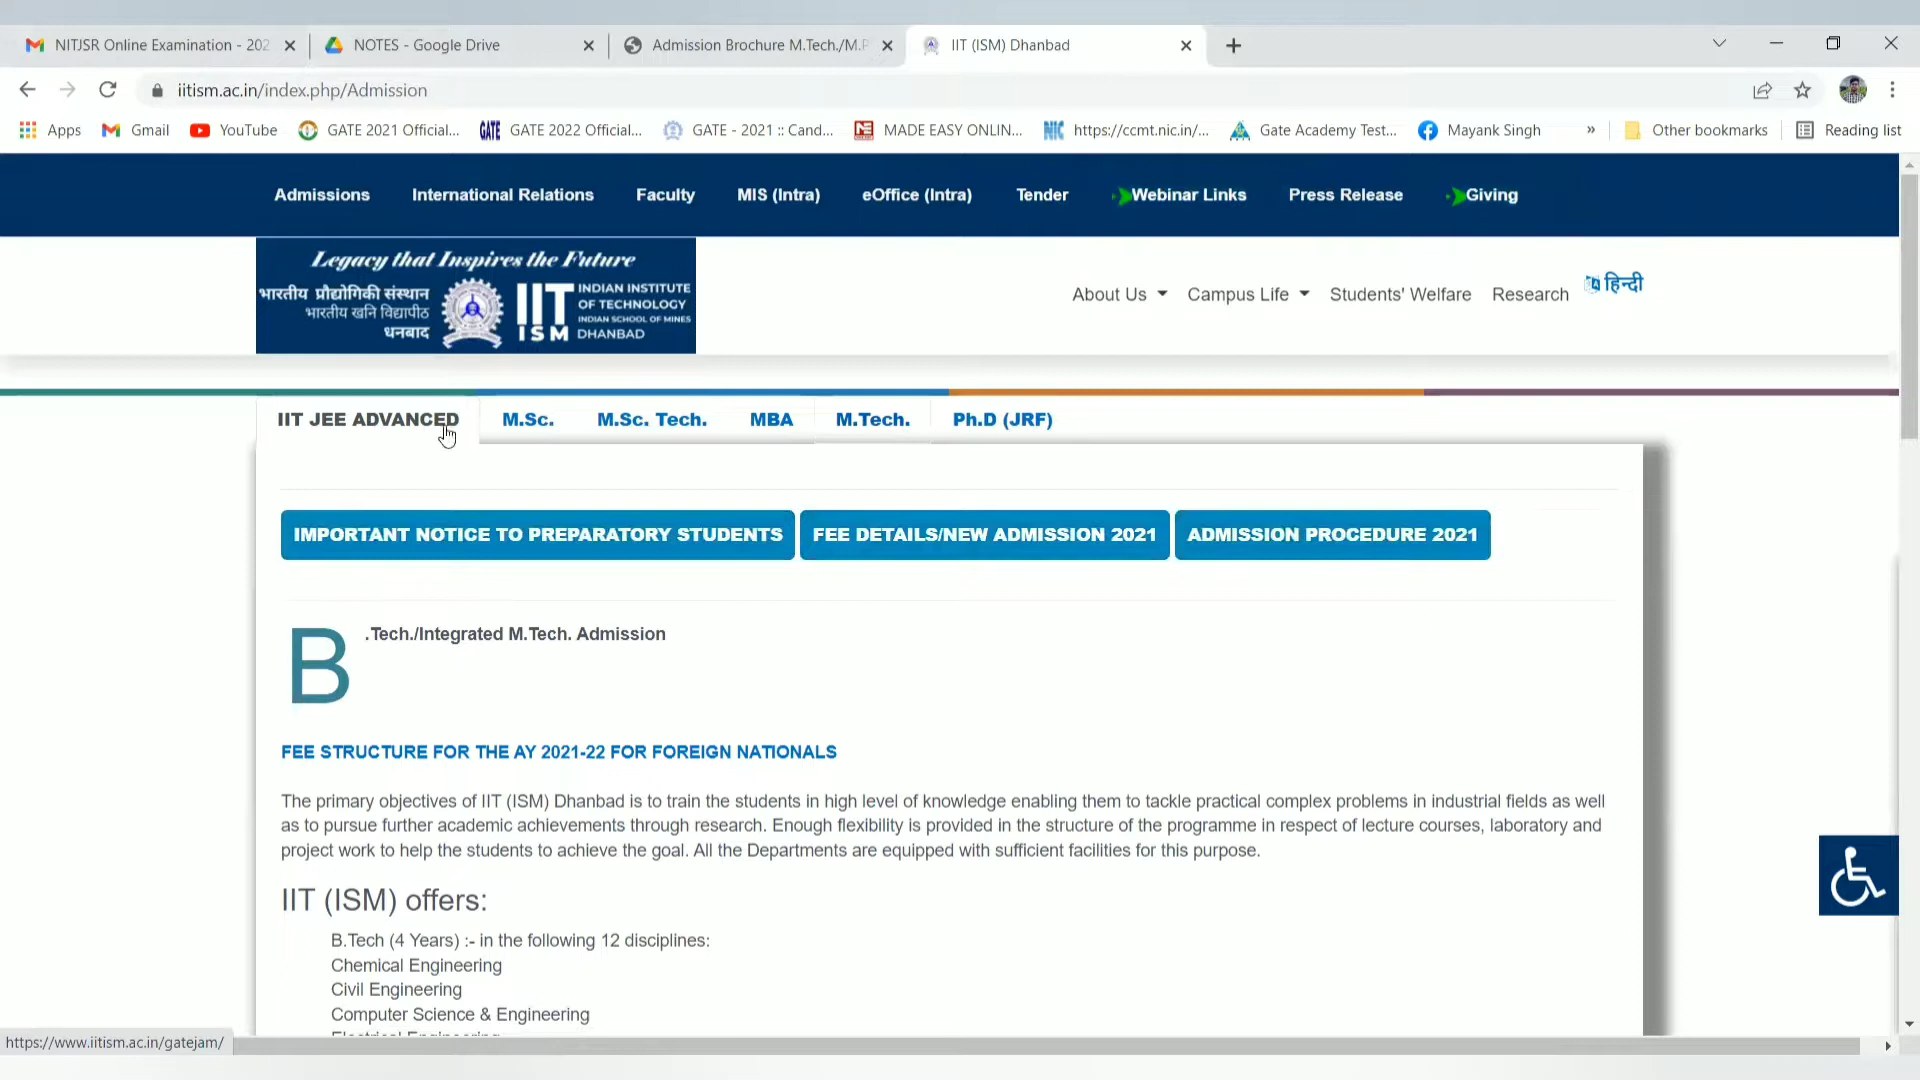 NITJSR Online Examination - 202
NOTES - Google Drive
Admission Brochure M.Tech./M.P
IIT (ISM) Dhanbad
iitism.ac.in/index.php/Admission
Apps
Gmail
YouTube
GATE 2021 Official...
GATE
GATE 2022 Official...
GATE - 2021 :: Cand...
MADE EASY ONLIN...
NIC
https://ccmt.nic.in/...
Gate Academy Test...
Mayank Singh
»
Other bookmarks
Reading list
Admissions
International Relations
Faculty
MIS (Intra)
eOffice (Intra)
Tender
Webinar Links
Press Release
Giving
Legacy that Inspires the Future
भारतीय प्रौद्योगिकी संस्थान
भारतीय खनि विद्यापीठ
धनबाद
IIT
ISM
INDIAN INSTITUTE
OF TECHNOLOGY
INDIAN SCHOOL OF MINES
DHANBAD
About Us
Campus Life
Students' Welfare
Research
हिन्दी
IIT JEE ADVANCED
M.Sc.
M.Sc. Tech.
MBA
M.Tech.
Ph.D (JRF)
IMPORTANT NOTICE TO PREPARATORY STUDENTS
FEE DETAILS/NEW ADMISSION 2021
ADMISSION PROCEDURE 2021
B.Tech./Integrated M.Tech. Admission
FEE STRUCTURE FOR THE AY 2021-22 FOR FOREIGN NATIONALS
The primary objectives of IIT (ISM) Dhanbad is to train the students in high level of knowledge enabling them to tackle practical complex problems in industrial fields as well
as to pursue further academic achievements through research. Enough flexibility is provided in the structure of the programme in respect of lecture courses, laboratory and
project work to help the students to achieve the goal. All the Departments are equipped with sufficient facilities for this purpose.
IIT (ISM) offers:
B.Tech (4 Years) :- in the following 12 disciplines:
Chemical Engineering
Civil Engineering
Computer Science & Engineering
Electrical Engineering
https://www.iitism.ac.in/gatejam/